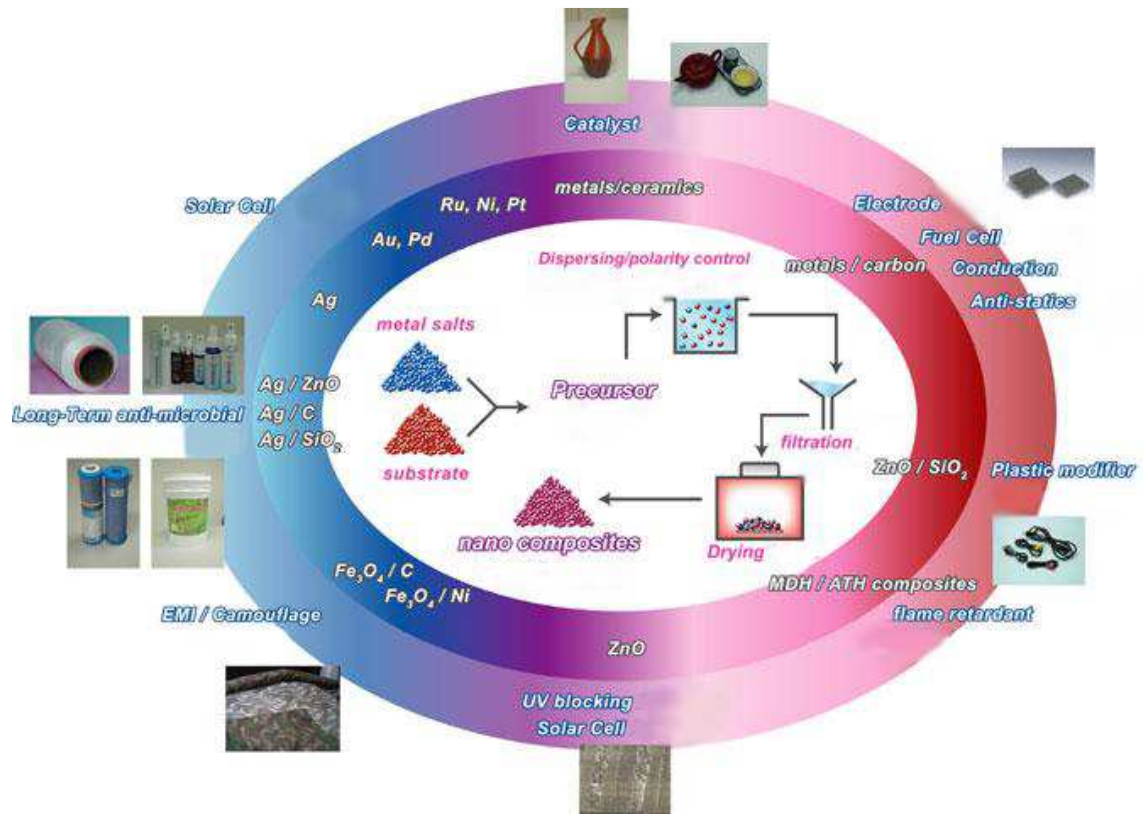 Catalyst
metals/ceramics
Ru, Ni, Pt
Solar Cell
Au, Pd
Electrode
Fuel Cell
Dispersing/polarity control
metals / carbon
Conduction
Ag
Anti-statics
metal salts
Ag / ZnO
Precursor
Long-Term anti-microbial
Ag / C
Ag / SiO₂
filtration
substrate
ZnO / SiO₂
Plastic modifier
nano composites
Drying
Fe₃O₄ / C
MDH / ATH composites
Fe₃O₄ / Ni
EMI / Camouflage
flame retardant
ZnO
UV blocking
Solar Cell